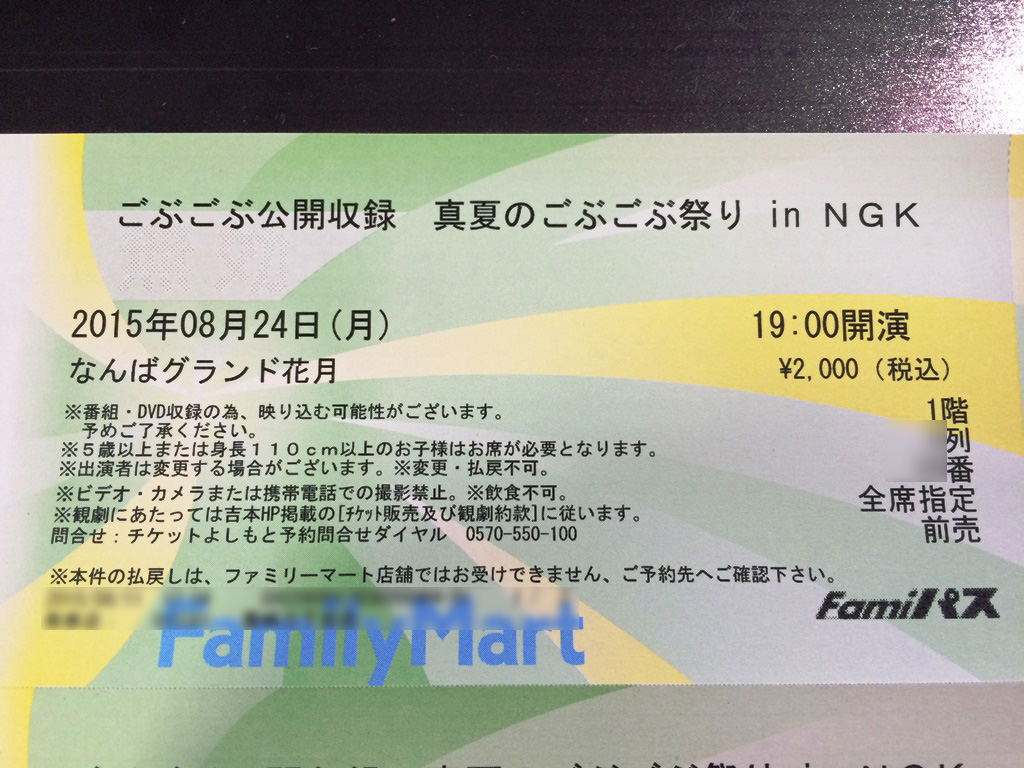 ごぶごぶ公開収録　真夏のごぶごぶ祭り in ＮＧＫ
2015年08月24日(月)　19:00開演
なんばグランド花月　¥2,000（税込）
※番組・DVD収録の為、映り込む可能性がございます。
予めご了承ください。
※５歳以上または身長１１０ｃｍ以上のお子様はお席が必要となります。
※出演者は変更する場合がございます。※変更・払戻不可。
※ビデオ・カメラまたは携帯電話での撮影禁止。※飲食不可。
※観劇にあたっては吉本HP掲載の[ﾁｹｯﾄ販売及び観劇約款]に従います。
問合せ：チケットよしもと予約問合せダイヤル　0570-550-100
1階
列
番
全席指定
前売
※本件の払戻しは、ファミリーマート店舗ではお受けできません、ご予約先へご確認下さい。
Famiパス
FamilyMart